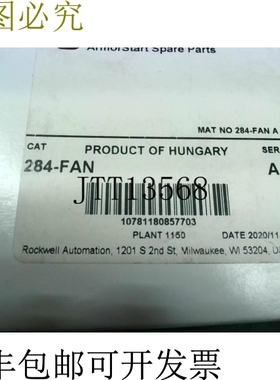 图必究
ArmorStart Spare Parts
MAT NO 284-FAN A
CAT PRODUCT OF HUNGARY SER
284-FAN A
JTT13568
10781180857703
PLANT 1150 DATE 2020/11
Rockwell Automation, 1201 S 2nd St, Milwaukee, WI 53204, U
包邮可开发票